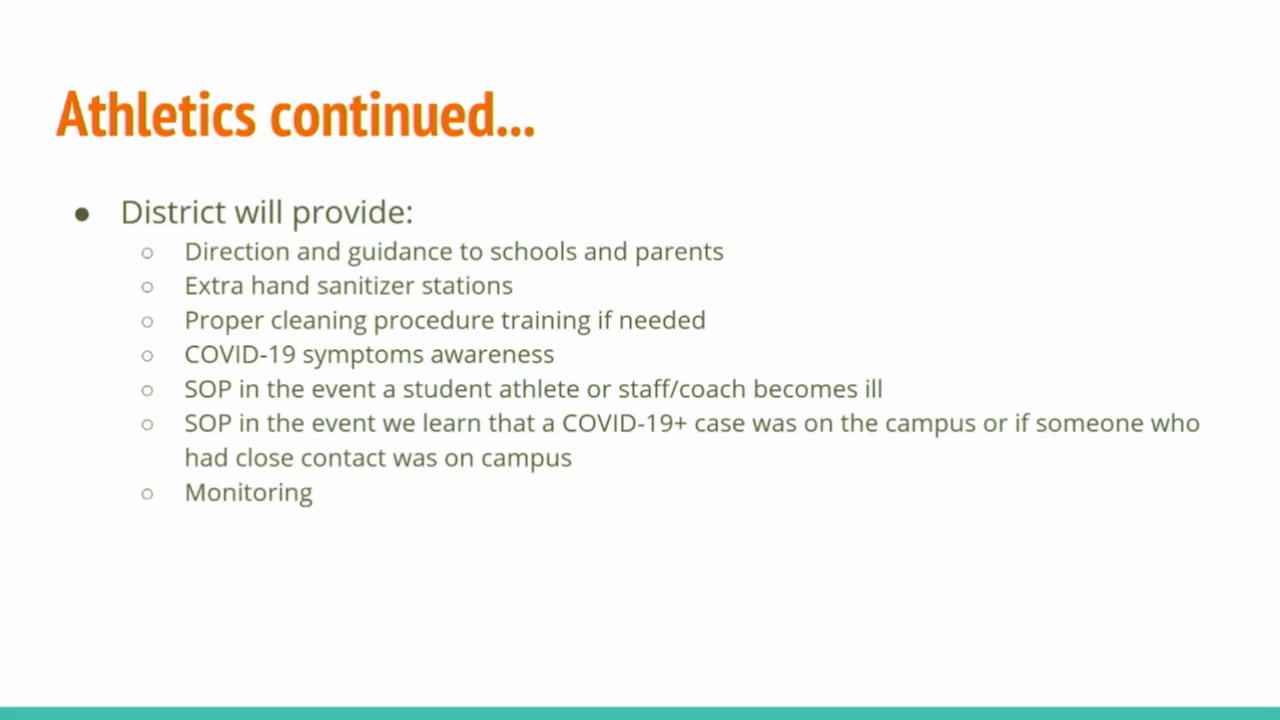 Athletics continued...
● District will provide:
○ Direction and guidance to schools and parents
○ Extra hand sanitizer stations
○ Proper cleaning procedure training if needed
○ COVID-19 symptoms awareness
○ SOP in the event a student athlete or staff/coach becomes ill
○ SOP in the event we learn that a COVID-19+ case was on the campus or if someone who
had close contact was on campus
○ Monitoring